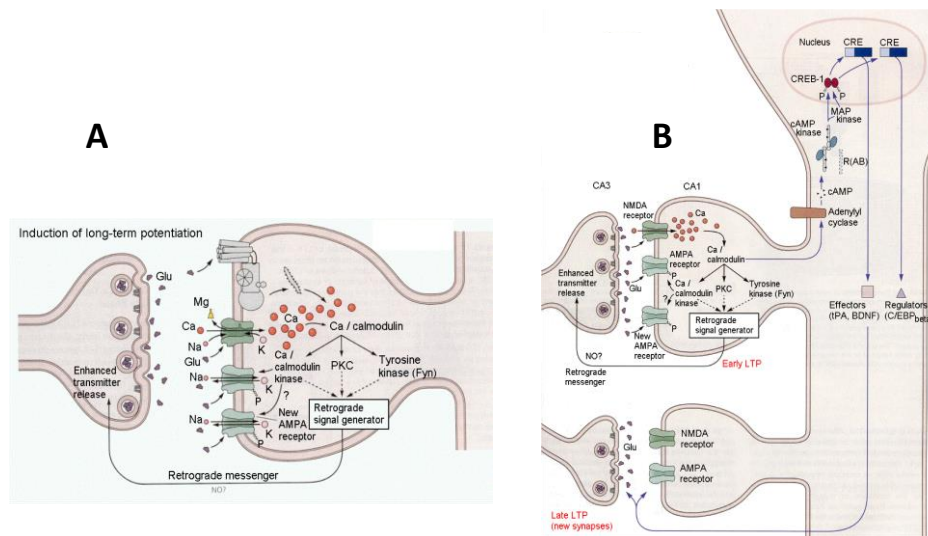 A
Induction of long-term potentiation
Glu
Mg
Ca
Na
Glu
Na
Na
Ca
Ca / calmodulin
K
Ca /
calmodulin
kinase
PKC
Tyrosine
kinase (Fyn)
?
K
P
New
AMPA
receptor
K
P
Enhanced
transmitter
release
Retrograde
signal generator
Retrograde messenger
NO?
B
Nucleus
CRE
CRE
CREB-1
P
P
MAP
kinase
cAMP
kinase
R(AB)
cAMP
Adenylyl
cyclase
CA3
CA1
NMDA
receptor
Ca
Ca /
calmodulin
AMPA
receptor
P
Enhanced
transmitter
release
Glu
Ca /
calmodulin
kinase
PKC
Tyrosine
kinase (Fyn)
?
P
Retrograde
signal generator
New
AMPA
receptor
NO?
Retrograde
messenger
Early LTP
Effectors
(tPA, BDNF)
Regulators
(C/EBPbeta)
Glu
NMDA
receptor
AMPA
receptor
Late LTP
(new synapses)